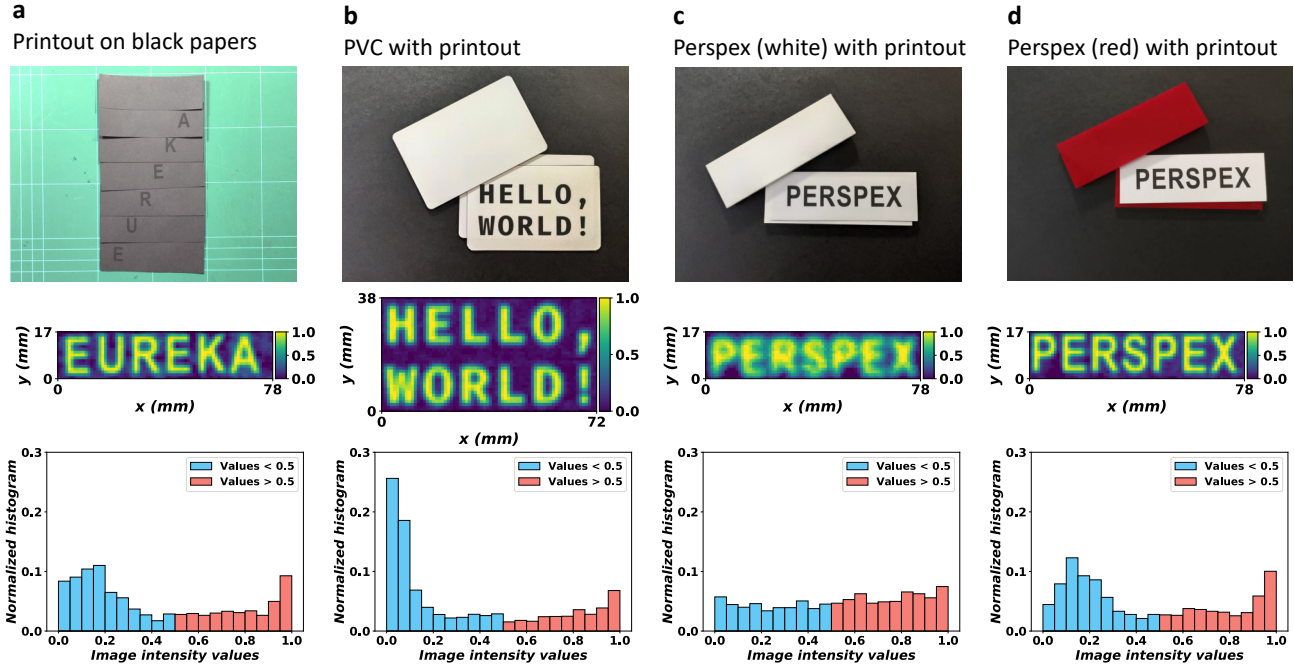 a
Printout on black papers
A
K
E
R
U
E
17
0
0
78
y (mm)
x (mm)
EUREKA
1.0
0.5
0.0
0.3
0.2
0.1
0.0
Normalized histogram
Values < 0.5
Values > 0.5
0.0 0.2 0.4 0.6 0.8 1.0
Image intensity values
b
PVC with printout
HELLO,
WORLD!
38
0
0
72
y (mm)
x (mm)
HELLO,
WORLD!
1.0
0.5
0.0
0.3
0.2
0.1
0.0
Normalized histogram
Values < 0.5
Values > 0.5
0.0 0.2 0.4 0.6 0.8 1.0
Image intensity values
c
Perspex (white) with printout
PERSPEX
17
0
0
78
y (mm)
x (mm)
PERSPEX
1.0
0.5
0.0
0.3
0.2
0.1
0.0
Normalized histogram
Values < 0.5
Values > 0.5
0.0 0.2 0.4 0.6 0.8 1.0
Image intensity values
d
Perspex (red) with printout
PERSPEX
17
0
0
78
y (mm)
x (mm)
PERSPEX
1.0
0.5
0.0
0.3
0.2
0.1
0.0
Normalized histogram
Values < 0.5
Values > 0.5
0.0 0.2 0.4 0.6 0.8 1.0
Image intensity values